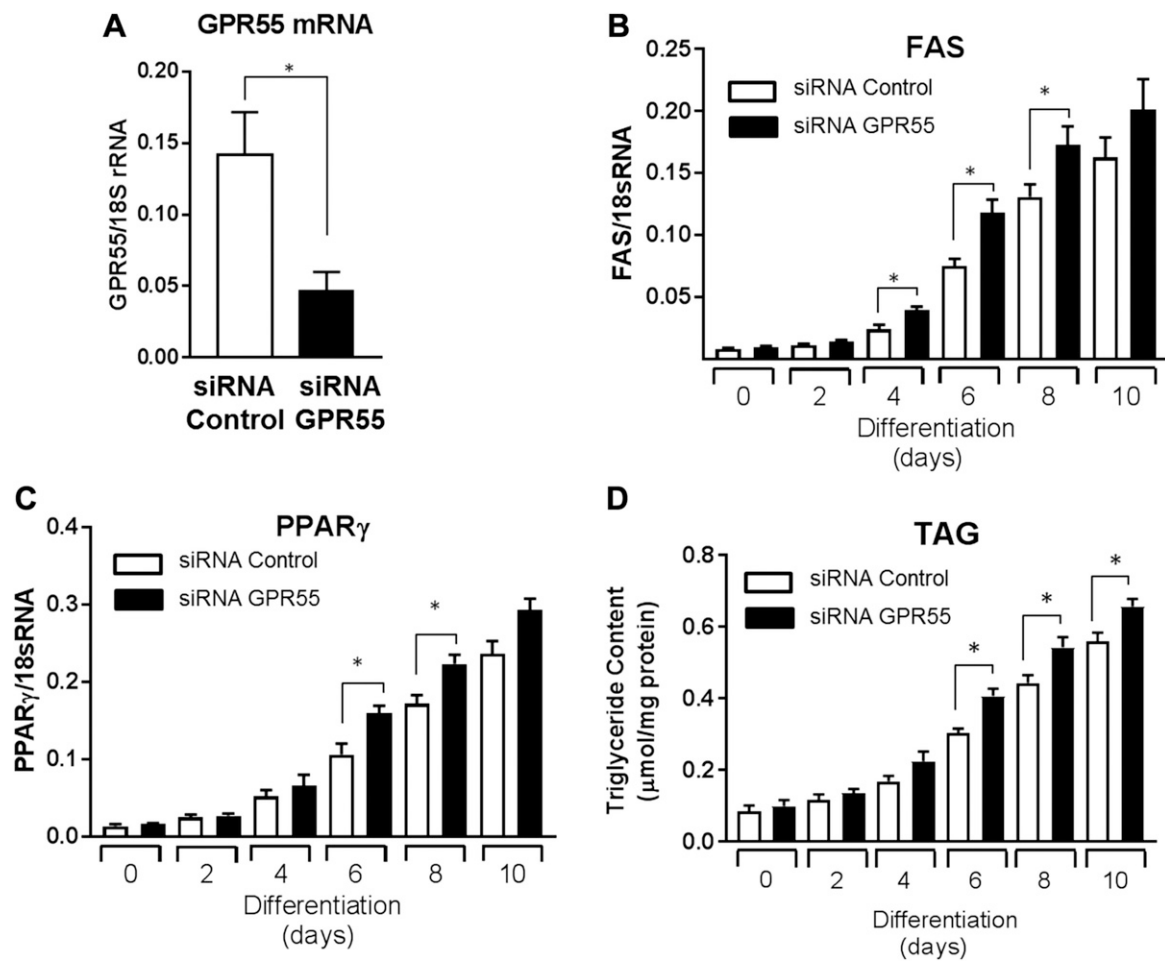 A
GPR55 mRNA
*
GPR55/18S rRNA
0.20
0.15
0.10
0.05
0.00
siRNA siRNA
Control GPR55
B
FAS
siRNA Control
siRNA GPR55
*
*
*
FAS/18sRNA
0.25
0.20
0.15
0.10
0.05
0 2 4 6 8 10
Differentiation
(days)
C
PPARγ
siRNA Control
siRNA GPR55
*
*
PPARγ/18sRNA
0.4
0.3
0.2
0.1
0.0
0 2 4 6 8 10
Differentiation
(days)
D
TAG
siRNA Control
siRNA GPR55
*
*
*
Triglyceride Content
(μmol/mg protein)
0.8
0.6
0.4
0.2
0.0
0 2 4 6 8 10
Differentiation
(days)